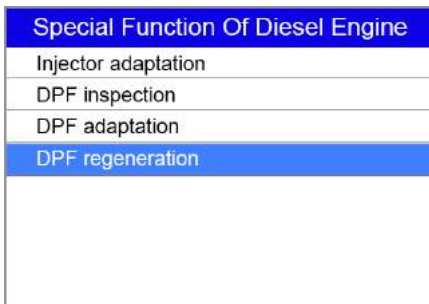 Special Function Of Diesel Engine
Injector adaptation
DPF inspection
DPF adaptation
DPF regeneration